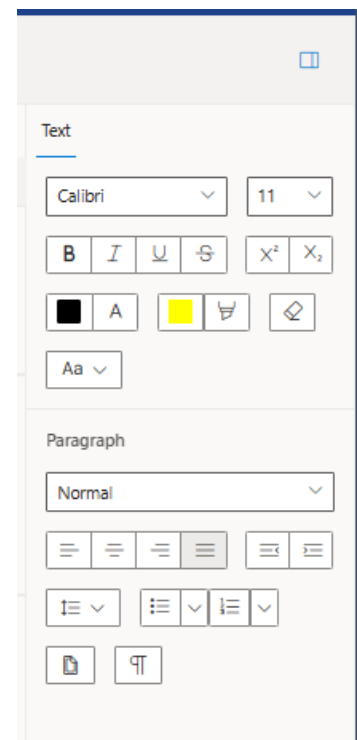 Text
Calibri 11
B I U S X² X₂
A
Aa
Paragraph
Normal